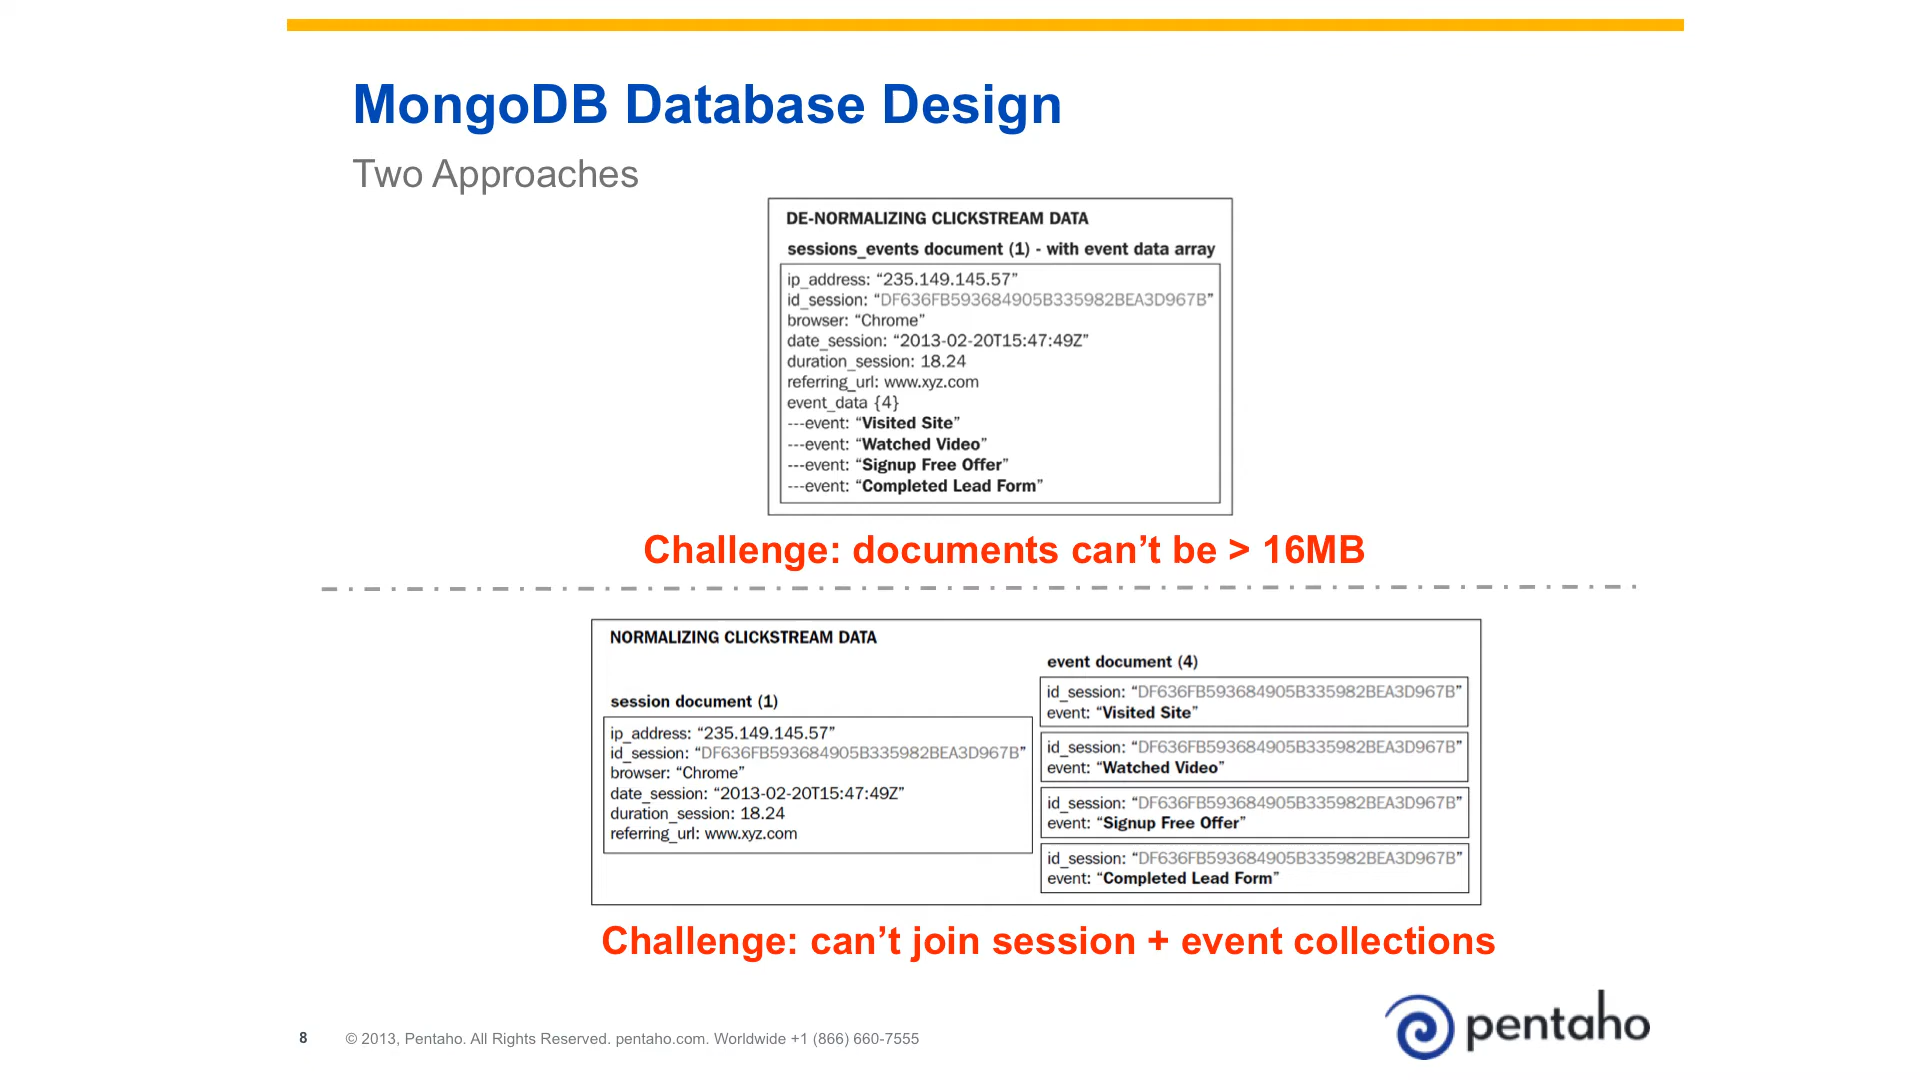 MongoDB Database Design
Two Approaches
DE-NORMALIZING CLICKSTREAM DATA
sessions_events document (1) - with event data array
ip_address: “235.149.145.57”
id_session: “DF636FB593684905B335982BEA3D967B”
browser: “Chrome”
date_session: “2013-02-20T15:47:49Z”
duration_session: 18.24
referring_url: www.xyz.com
event_data {4}
---event: “Visited Site”
---event: “Watched Video”
---event: “Signup Free Offer”
---event: “Completed Lead Form”
Challenge: documents can’t be > 16MB
NORMALIZING CLICKSTREAM DATA
session document (1)
ip_address: “235.149.145.57”
id_session: “DF636FB593684905B335982BEA3D967B”
browser: “Chrome”
date_session: “2013-02-20T15:47:49Z”
duration_session: 18.24
referring_url: www.xyz.com
event document (4)
id_session: “DF636FB593684905B335982BEA3D967B”
event: “Visited Site”
id_session: “DF636FB593684905B335982BEA3D967B”
event: “Watched Video”
id_session: “DF636FB593684905B335982BEA3D967B”
event: “Signup Free Offer”
id_session: “DF636FB593684905B335982BEA3D967B”
event: “Completed Lead Form”
Challenge: can’t join session + event collections
8 © 2013, Pentaho. All Rights Reserved. pentaho.com. Worldwide +1 (866) 660-7555
pentaho